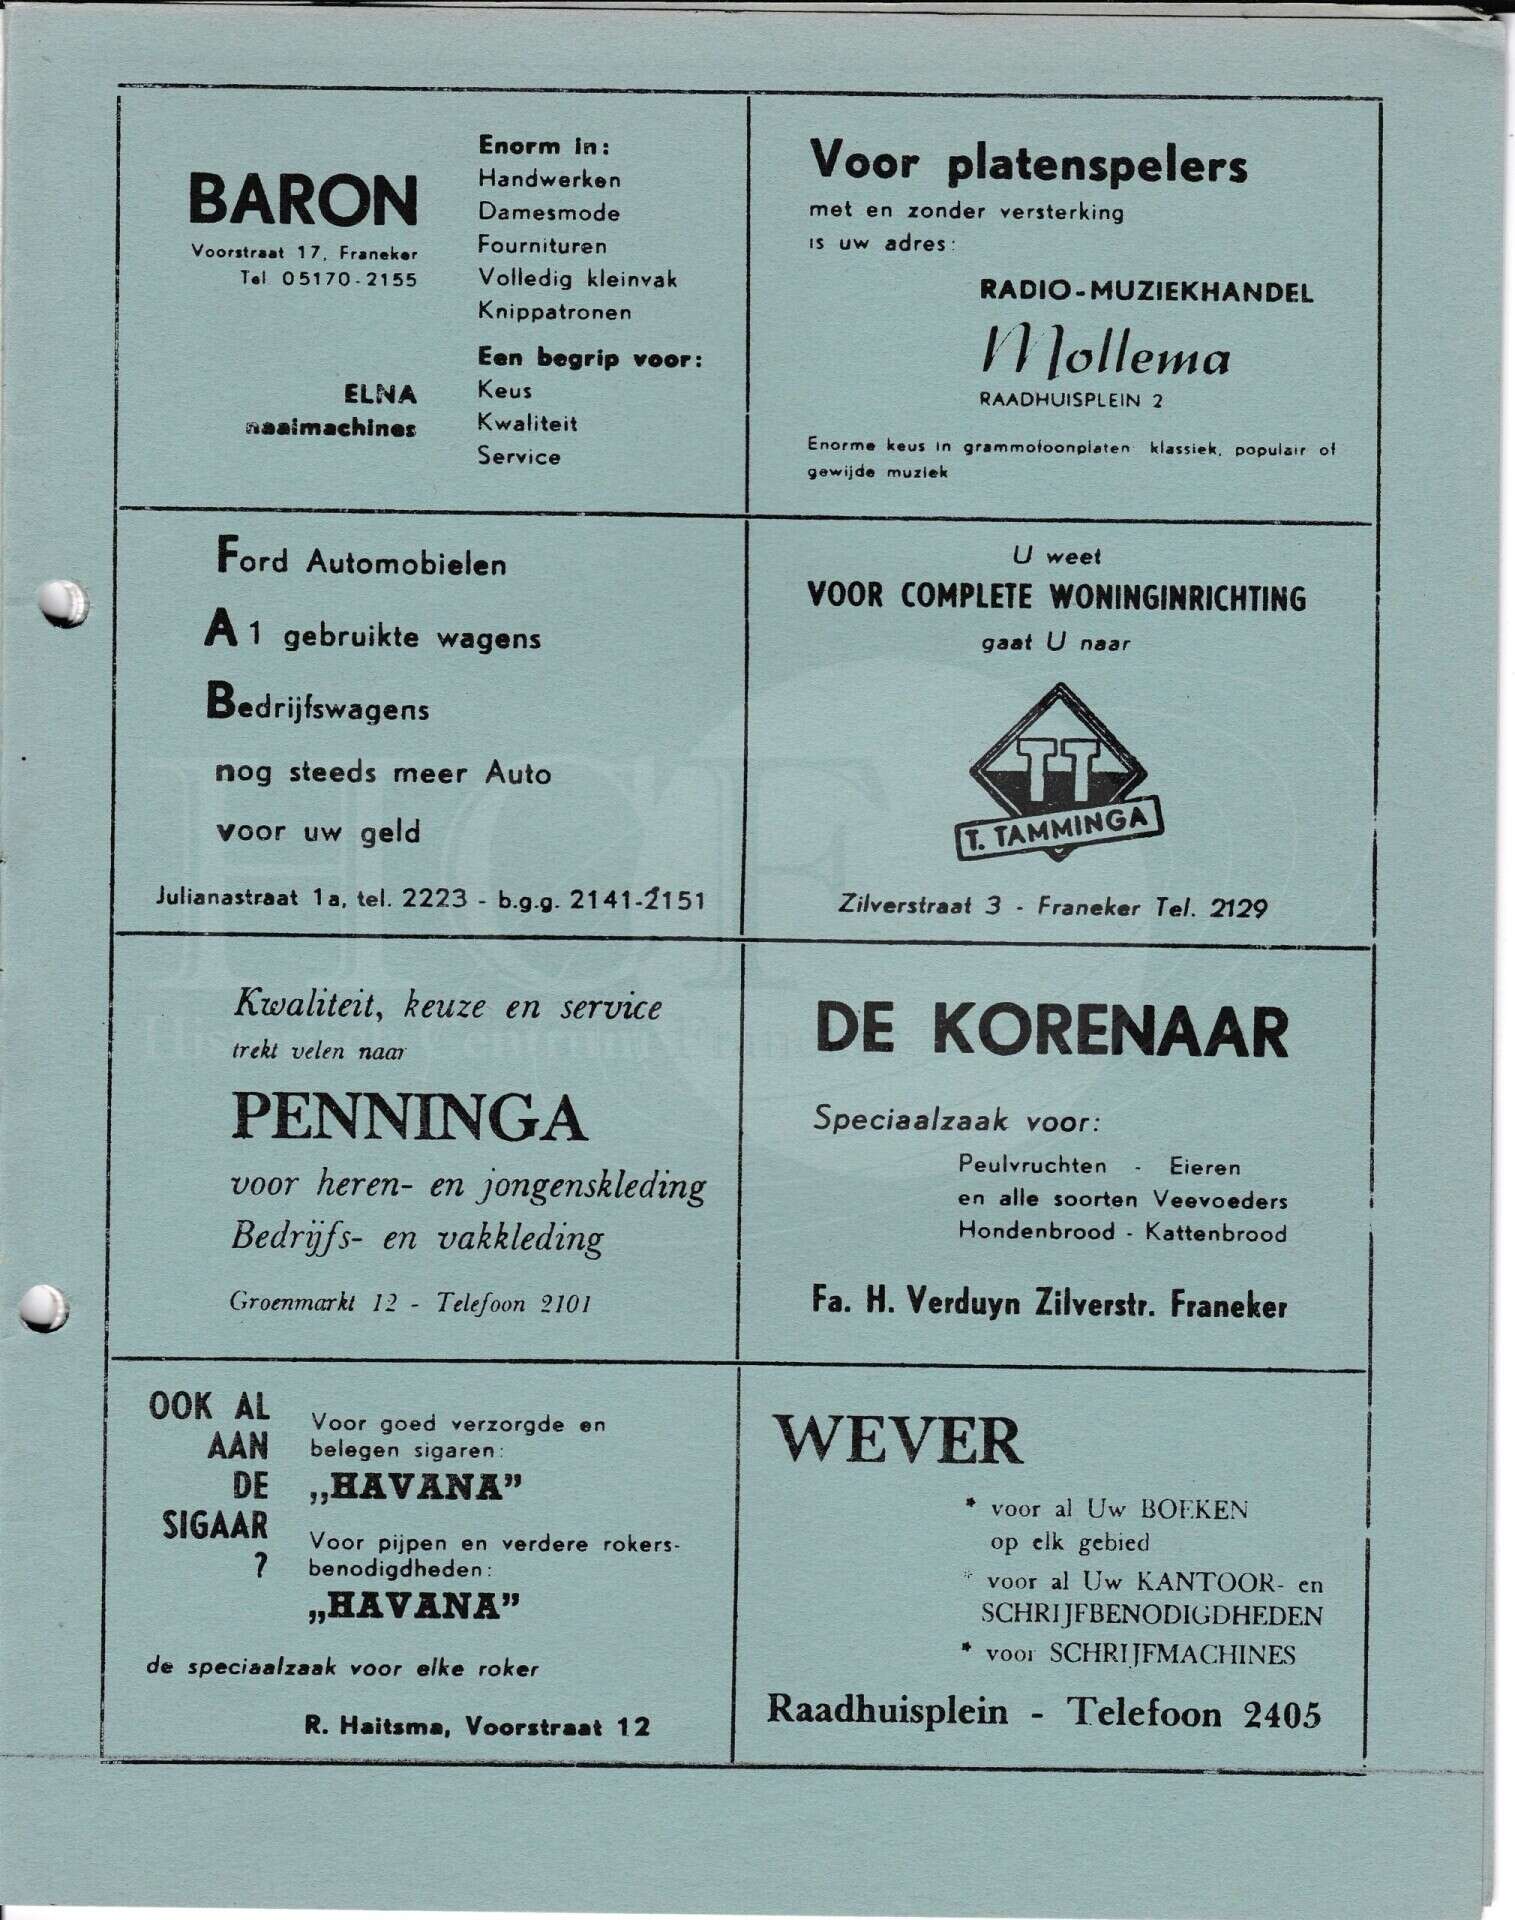 BARON
Voorstraat 17, Franeker
Tel 05170-2155
ELNA
naaimachines
Enorm in:
Handwerken
Damesmode
Fournituren
Volledig kleinvak
Knippatronen
Een begrip voor:
Keus
Kwaliteit
Service
Voor platenspelers
met en zonder versterking
is uw adres:
RADIO-MUZIEKHANDEL
Mollema
RAADHUISPLEIN 2
Enorme keus in grammofoonplaten klassiek, populair of
gewijde muziek
Ford Automobielen
A1 gebruikte wagens
Bedrijfswagens
nog steeds meer Auto
voor uw geld
Julianastraat 1a, tel. 2223 - b.g.g. 2141-2151
U weet
VOOR COMPLETE WONINGINRICHTING
gaat U naar
TT
T. TAMMINGA
Zilverstraat 3 - Franeker Tel. 2129
Kwaliteit, keuze en service
trekt velen naar
PENNINGA
voor heren- en jongenskleding
Bedrijfs- en vakkleding
Groenmarkt 12 - Telefoon 2101
DE KORENAAR
Speciaalzaak voor:
Peulvruchten - Eieren
en alle soorten Veevoeders
Hondenbrood - Kattenbrood
Fa. H. Verduyn Zilverstr. Franeker
OOK AL
AAN
DE
SIGAAR
?
Voor goed verzorgde en
belegen sigaren:
„HAVANA”
Voor pijpen en verdere rokers-
benodigdheden:
„HAVANA”
de speciaalzaak voor elke roker
R. Haitsma, Voorstraat 12
WEVER
* voor al Uw BOEKEN
op elk gebied
* voor al Uw KANTOOR- en
SCHRIJFBENODIGDHEDEN
* voor SCHRIJFMACHINES
Raadhuisplein - Telefoon 2405